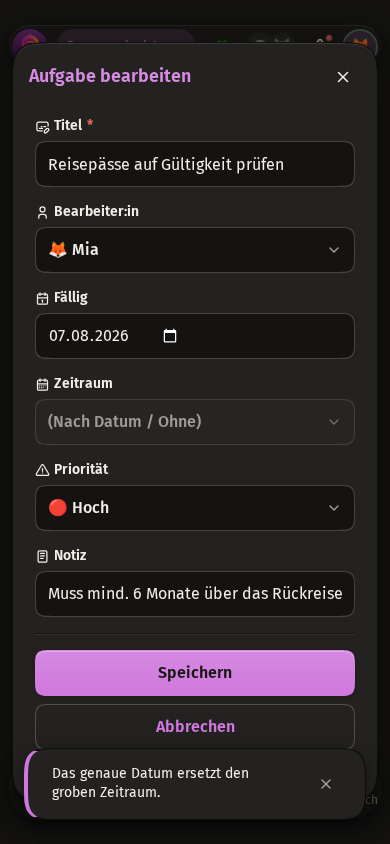 Aufgabe bearbeiten
Titel *
Reisepässe auf Gültigkeit prüfen
Bearbeiter:in
🦊 Mia
Fällig
07.08.2026
Zeitraum
(Nach Datum / Ohne)
Priorität
🔴 Hoch
Notiz
Muss mind. 6 Monate über das Rückreise
Speichern
Abbrechen
Das genaue Datum ersetzt den
groben Zeitraum.